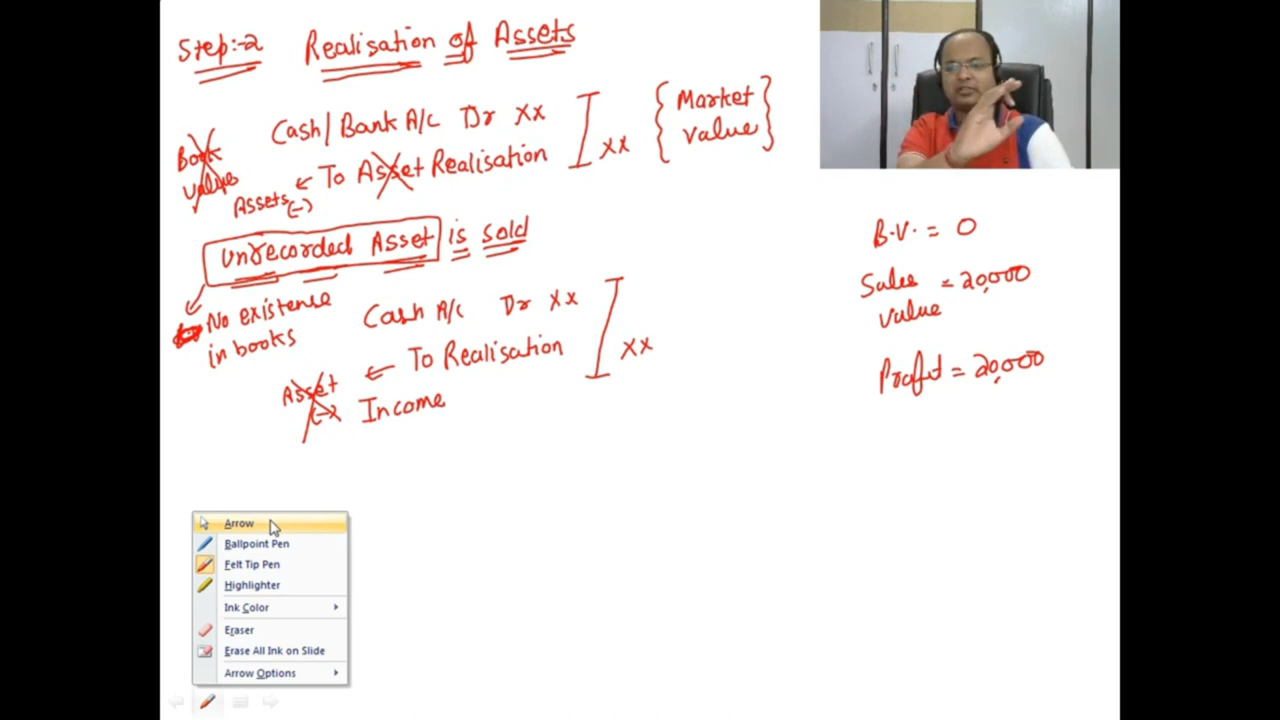 Step:-2 Realisation of Assets
Book value
Cash/Bank A/c Dr xx
To Asset Realisation
xx
{Market value}
Assets (-)
Unrecorded Asset is sold
No existense in books
Cash A/c Dr xx
To Realisation
xx
Asset (-)
Income
B.V. = 0
Sales value = 20,000
Profit = 20,000
Arrow
Ballpoint Pen
Felt Tip Pen
Highlighter
Ink Color
Eraser
Erase All Ink on Slide
Arrow Options